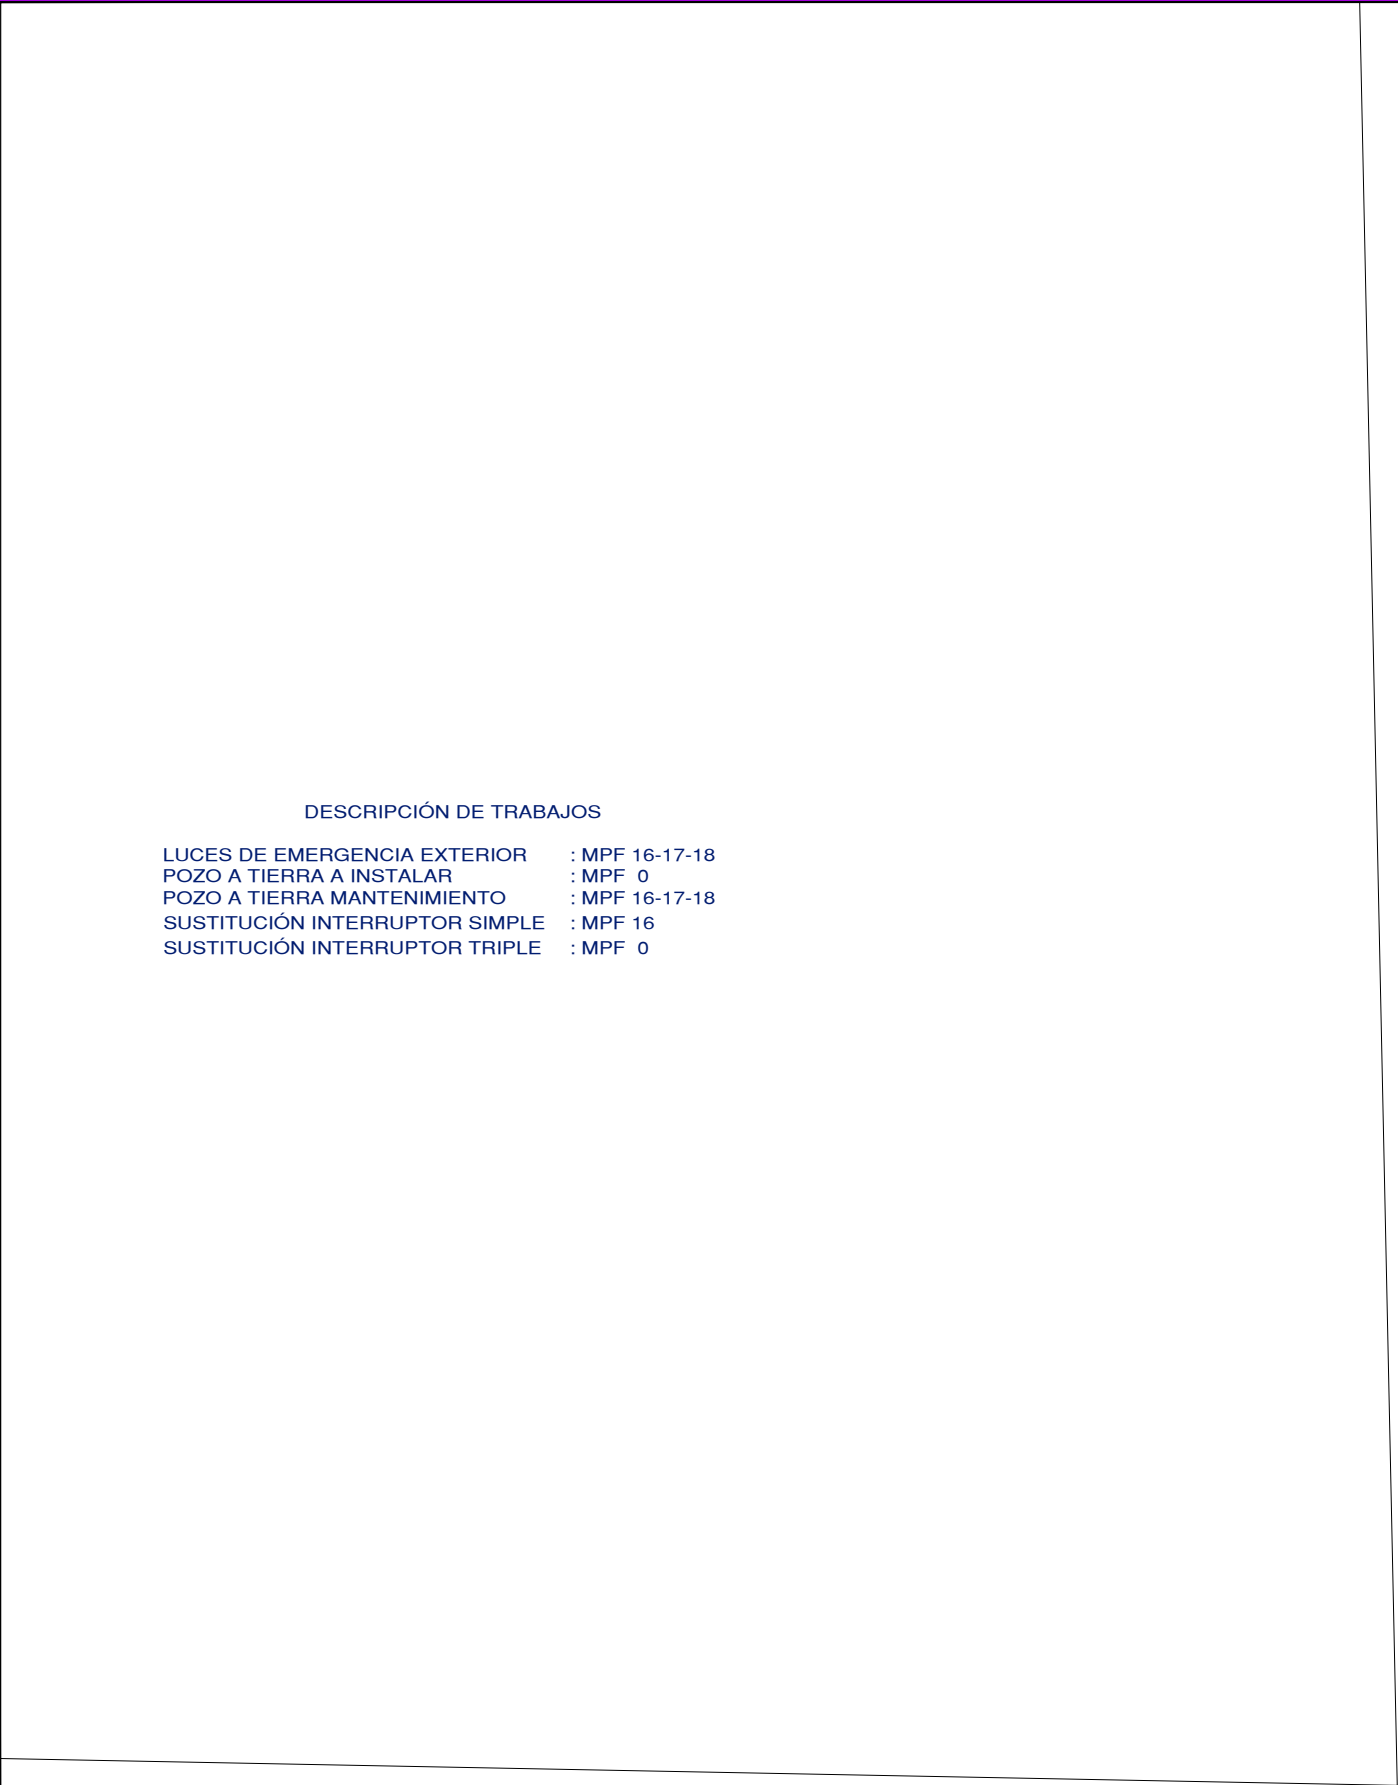 DESCRIPCIÓN DE TRABAJOS
LUCES DE EMERGENCIA EXTERIOR : MPF 16-17-18
POZO A TIERRA A INSTALAR : MPF 0
POZO A TIERRA MANTENIMIENTO : MPF 16-17-18
SUSTITUCIÓN INTERRUPTOR SIMPLE : MPF 16
SUSTITUCIÓN INTERRUPTOR TRIPLE : MPF 0